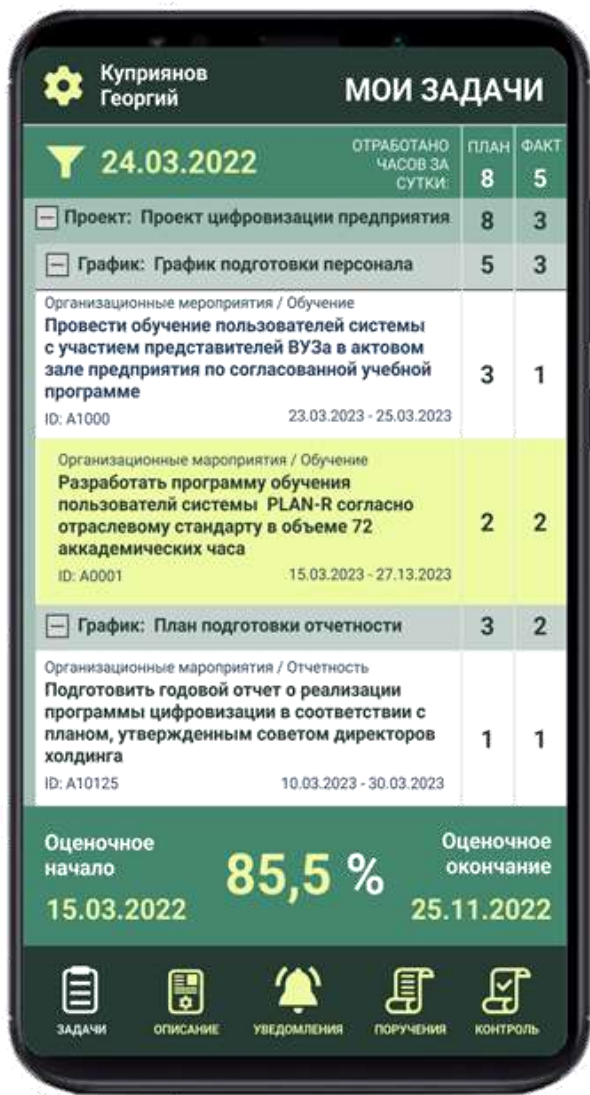 Куприянов
Георгий
МОИ ЗАДАЧИ
24.03.2022
ОТРАБОТАНО
ЧАСОВ ЗА
СУТКИ:
ПЛАН ФАКТ
8 5
Проект: Проект цифровизации предприятия 8 3
График: График подготовки персонала 5 3
Организационные мероприятия / Обучение
Провести обучение пользователей системы
с участием представителей ВУЗа в актовом
зале предприятия по согласованной учебной
программе
3 1
ID: A1000 23.03.2023 - 25.03.2023
Организационные мароприятия / Обучение
Разработать программу обучения
пользователй системы PLAN-R согласно
отраслевому стандарту в объеме 72
аккадемических часа
2 2
ID: A0001 15.03.2023 - 27.13.2023
График: План подготовки отчетности 3 2
Организационные мароприятия / Отчетность
Подготовить годовой отчет о реализации
программы цифровизации в соответствии с
планом, утвержденным советом директоров
холдинга
1 1
ID: A10125 10.03.2023 - 30.03.2023
Оценочное
начало
15.03.2022
85,5 %
Оценочное
окончание
25.11.2022
ЗАДАЧИ ОПИСАНИЕ УВЕДОМЛЕНИЯ ПОРУЧЕНИЯ КОНТРОЛЬ